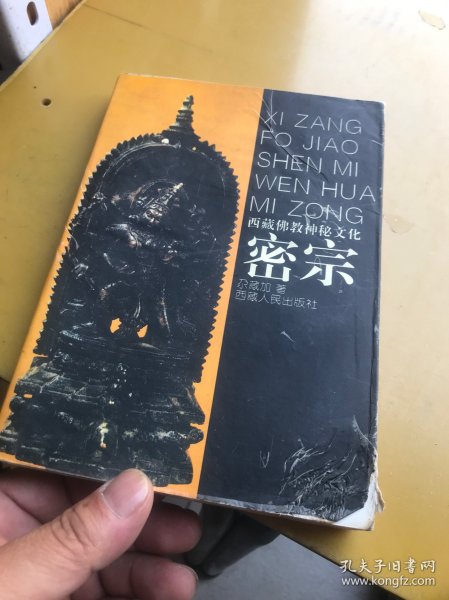 XI ZANG
FO JIAO
SHEN MI
WEN HUA
MI ZONG
西藏佛教神秘文化
密宗
尕藏加 著
西藏人民出版社
孔夫子旧书网
www.kongfz.com